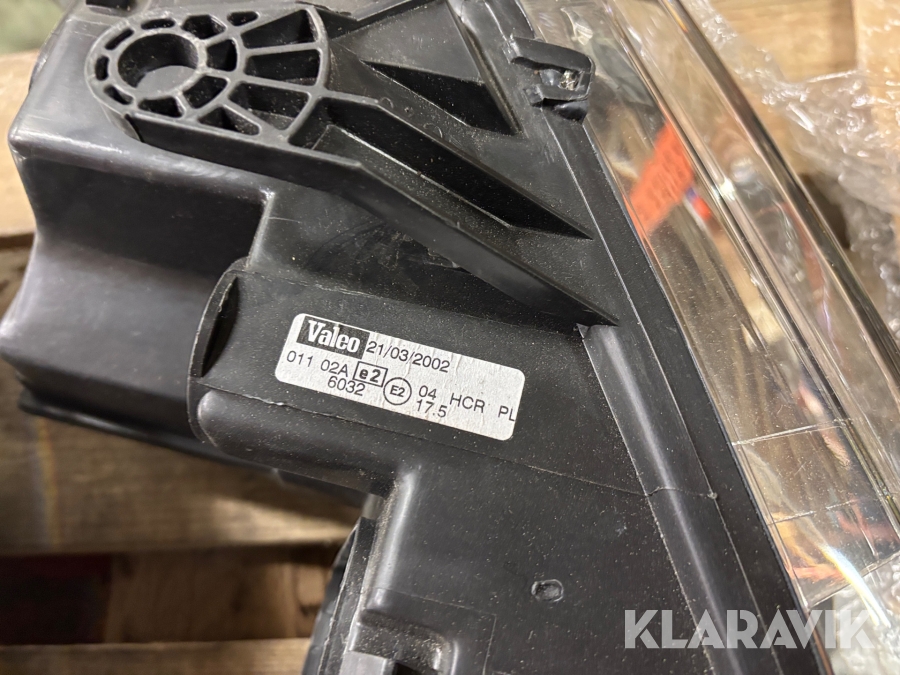 Valeo 21/03/2002
011 02A e2 04 HCR PL
6032 E2 17.5
KLARAVIK